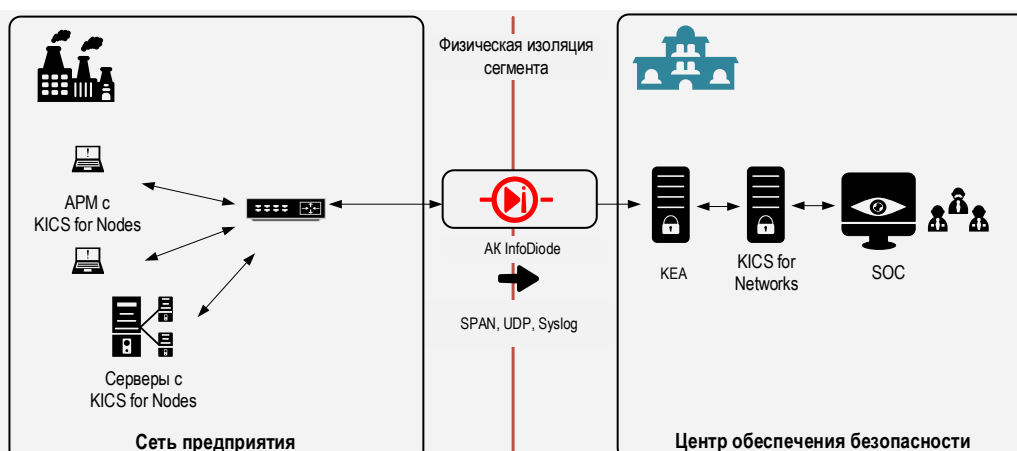 Физическая изоляция
сегмента
АРМ с
KICS for Nodes
Серверы с
KICS for Nodes
Сеть предприятия
АК InfoDiode
SPAN, UDP, Syslog
KEA
KICS for
Networks
SOC
Центр обеспечения безопасности